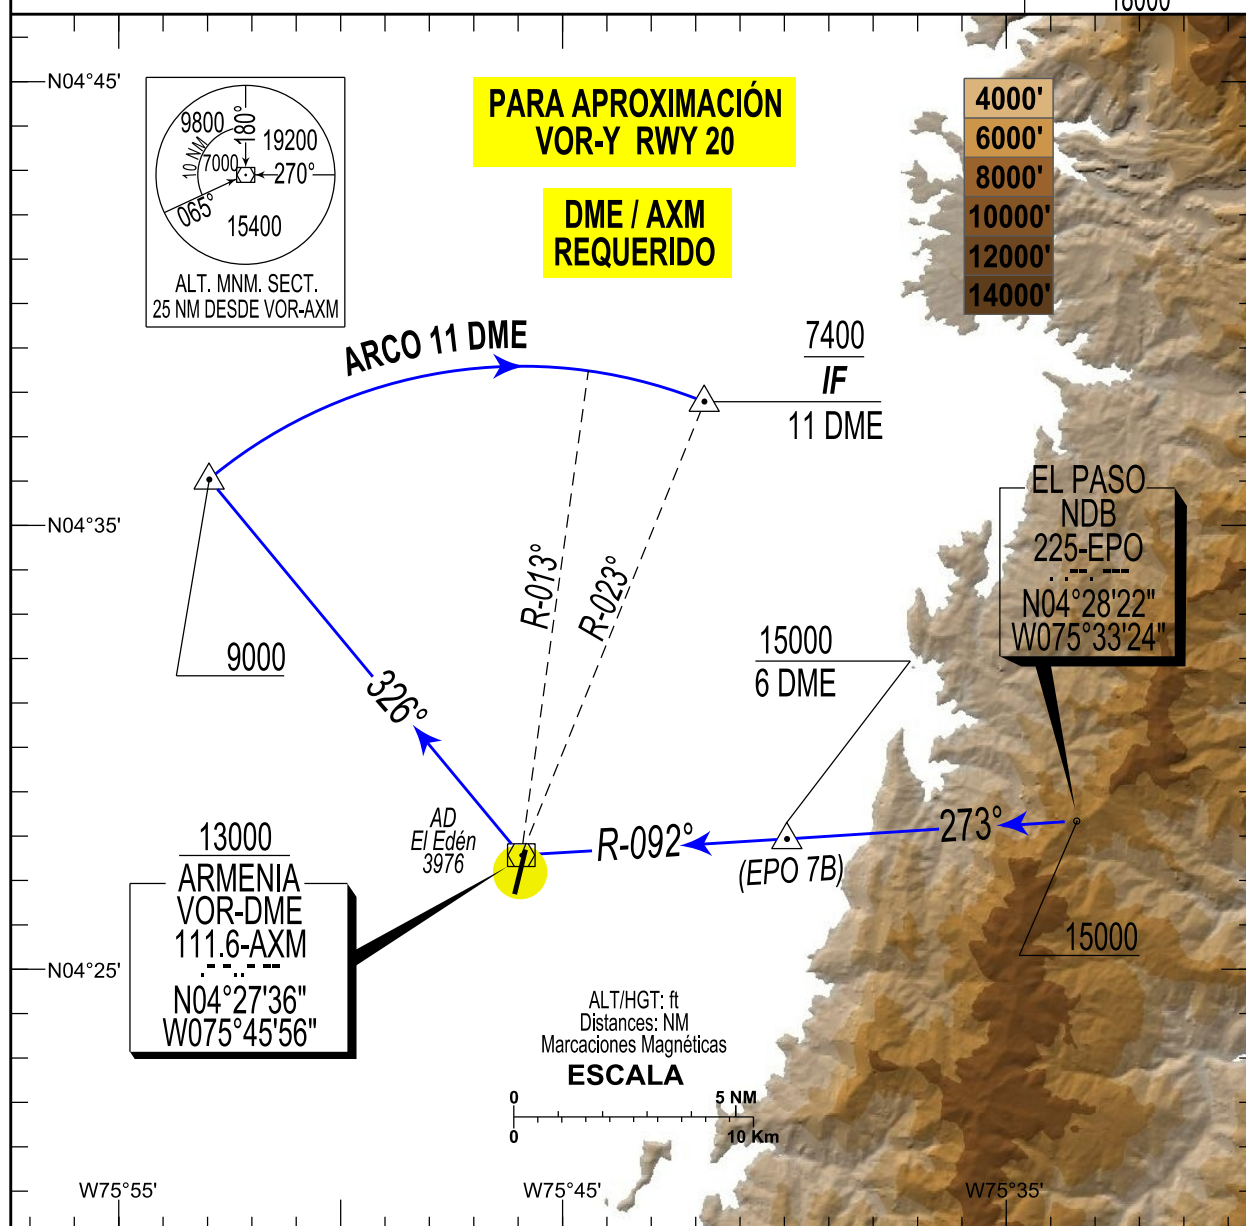 16000
N04°45'
9800
180°
19200
10 NM
7000
270°
065°
15400
ALT. MNM. SECT.
25 NM DESDE VOR-AXM
PARA APROXIMACIÓN
VOR-Y RWY 20
DME / AXM
REQUERIDO
4000'
6000'
8000'
10000'
12000'
14000'
ARCO 11 DME
7400
IF
11 DME
N04°35'
EL PASO
NDB
225-EPO
N04°28'22"
W075°33'24"
R-013°
R-023°
9000
326°
15000
6 DME
AD
El Edén
3976
R-092°
273°
(EPO 7B)
13000
ARMENIA
VOR-DME
111.6-AXM
N04°27'36"
W075°45'56"
15000
N04°25'
ALT/HGT: ft
Distances: NM
Marcaciones Magnéticas
ESCALA
0 5 NM
0 10 Km
W75°55' W75°45' W75°35'